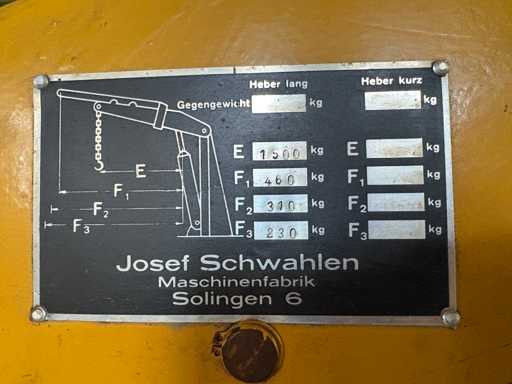 Heber lang Heber kurz
Gegengewicht kg kg
E 1500 kg E kg
F1 460 kg F1 kg
F2 310 kg F2 kg
F3 230 kg F3 kg
E
F1
F2
F3
Josef Schwahlen
Maschinenfabrik
Solingen 6